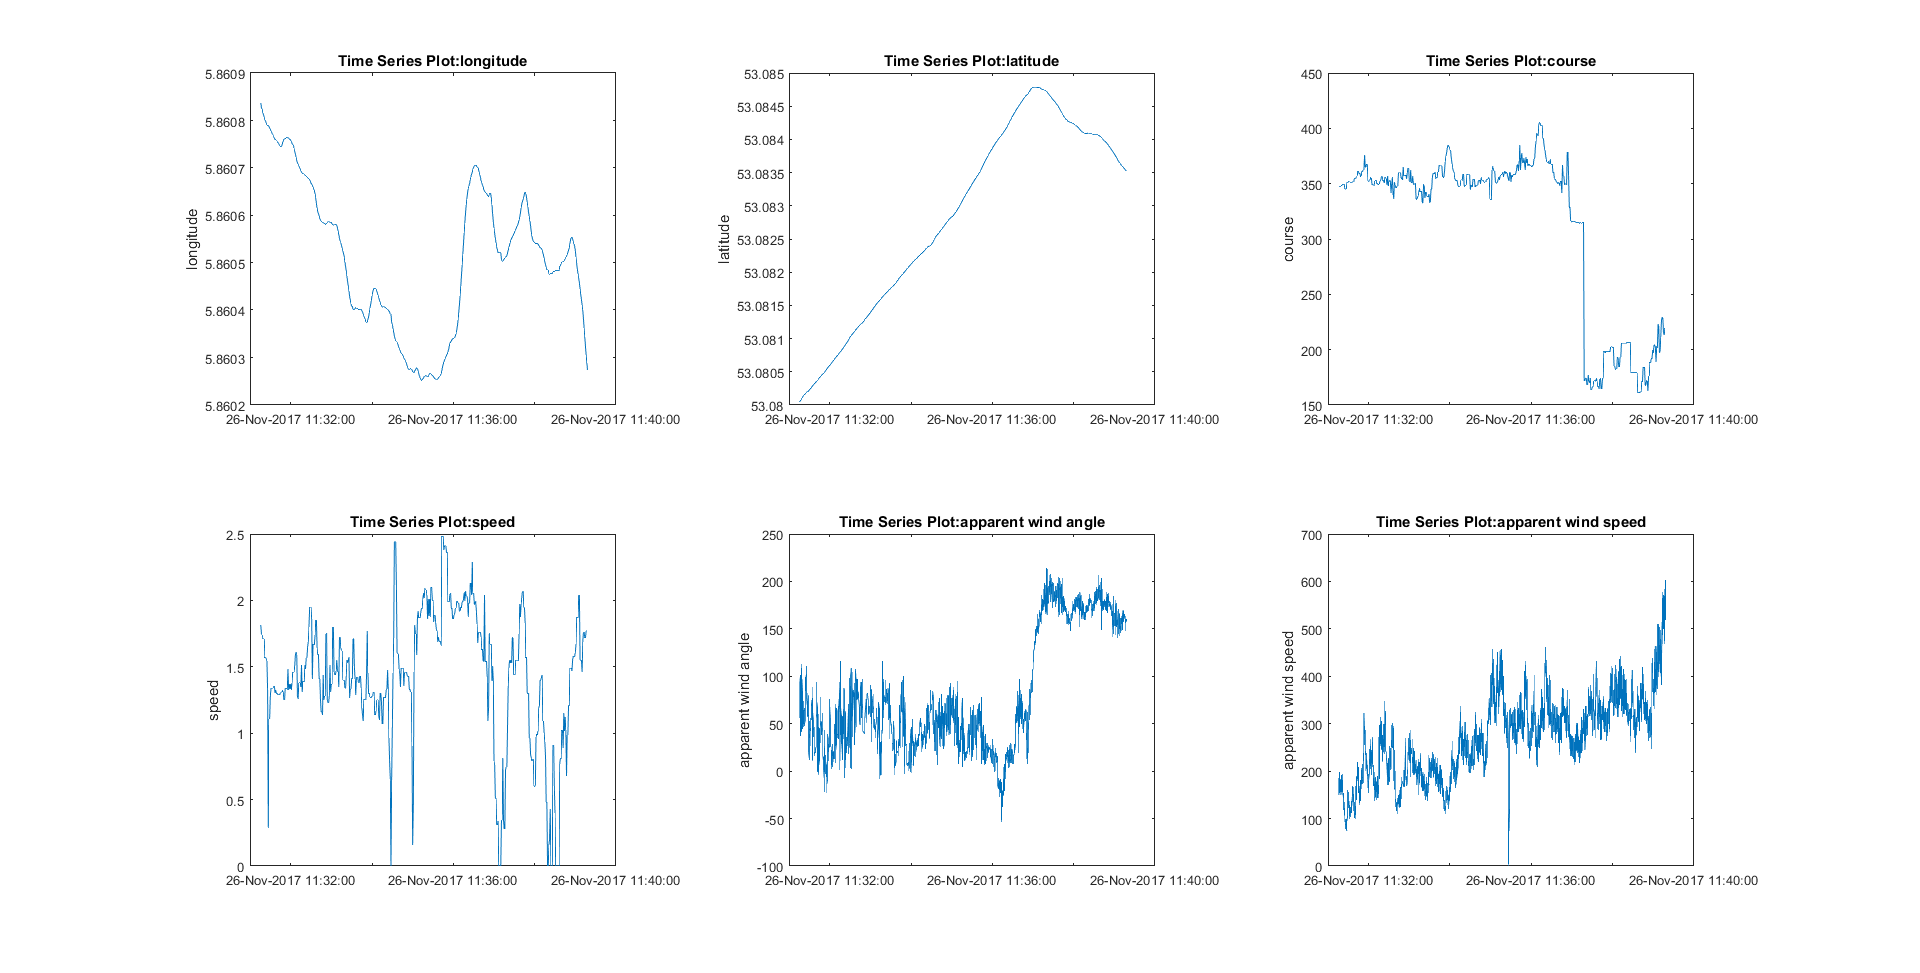 Time Series Plot:longitude
5.8609
5.8608
5.8607
5.8606
5.8605
5.8604
5.8603
5.8602
longitude
26-Nov-2017 11:32:00 26-Nov-2017 11:36:00 26-Nov-2017 11:40:00
Time Series Plot:latitude
53.085
53.0845
53.084
53.0835
53.083
53.0825
53.082
53.0815
53.081
53.0805
53.08
latitude
26-Nov-2017 11:32:00 26-Nov-2017 11:36:00 26-Nov-2017 11:40:00
Time Series Plot:course
450
400
350
300
250
200
150
course
26-Nov-2017 11:32:00 26-Nov-2017 11:36:00 26-Nov-2017 11:40:00
Time Series Plot:speed
2.5
2
1.5
1
0.5
0
speed
26-Nov-2017 11:32:00 26-Nov-2017 11:36:00 26-Nov-2017 11:40:00
Time Series Plot:apparent wind angle
250
200
150
100
50
0
-50
-100
apparent wind angle
26-Nov-2017 11:32:00 26-Nov-2017 11:36:00 26-Nov-2017 11:40:00
Time Series Plot:apparent wind speed
700
600
500
400
300
200
100
0
apparent wind speed
26-Nov-2017 11:32:00 26-Nov-2017 11:36:00 26-Nov-2017 11:40:00